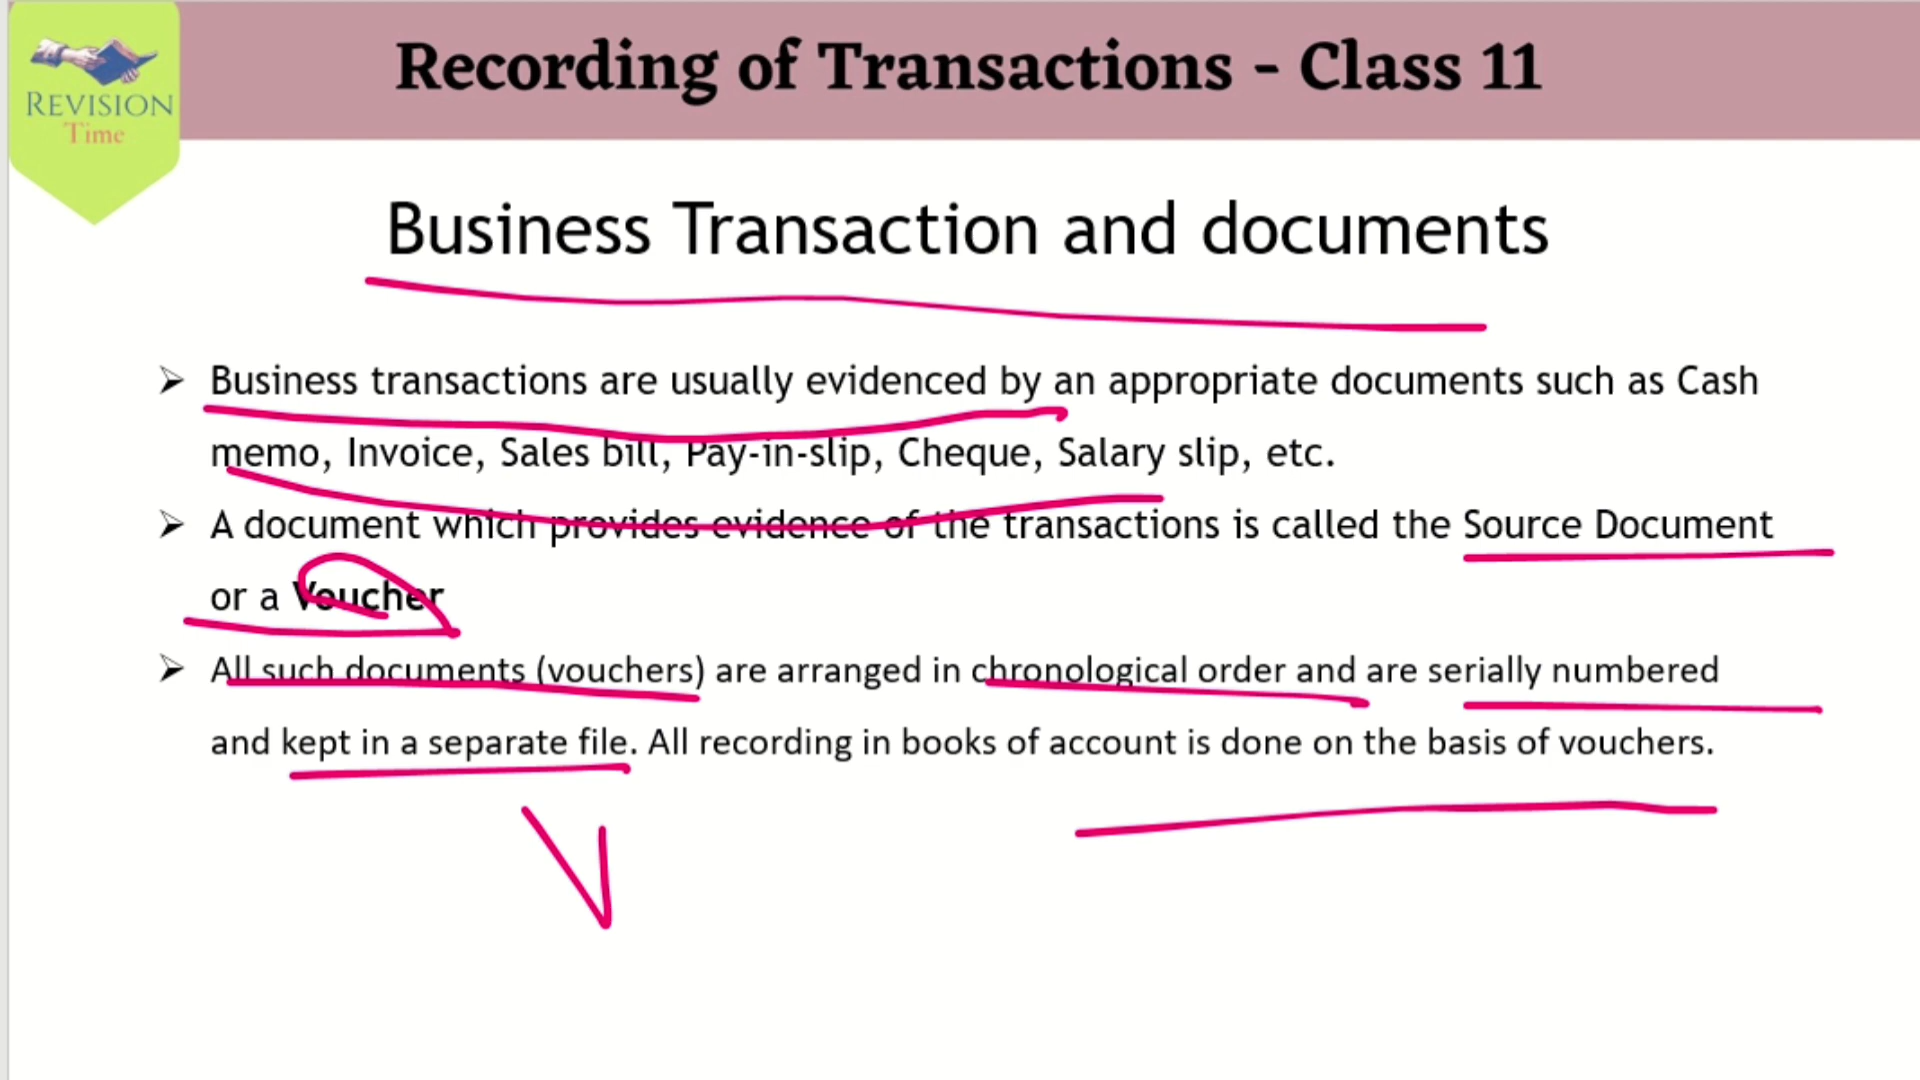 REVISION
Time
Recording of Transactions - Class 11
Business Transaction and documents
➢ Business transactions are usually evidenced by an appropriate documents such as Cash
memo, Invoice, Sales bill, Pay-in-slip, Cheque, Salary slip, etc.
➢ A document which provides evidence of the transactions is called the Source Document
or a Voucher
➢ All such documents (vouchers) are arranged in chronological order and are serially numbered
and kept in a separate file. All recording in books of account is done on the basis of vouchers.